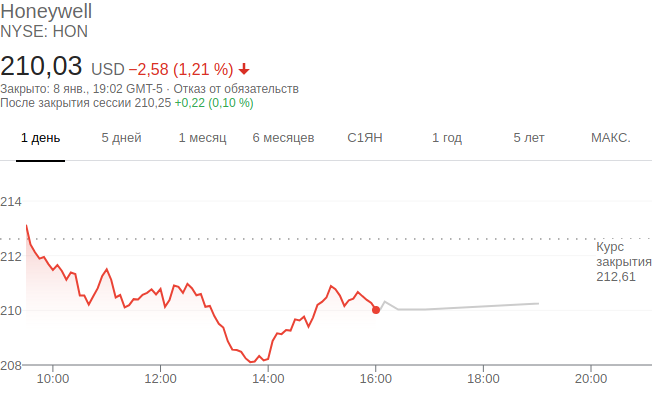 Honeywell
NYSE: HON
210,03 USD −2,58 (1,21 %)
Закрыто: 8 янв., 19:02 GMT-5 · Отказ от обязательств
После закрытия сессии 210,25 +0,22 (0,10 %)
1 день 5 дней 1 месяц 6 месяцев С1ЯН 1 год 5 лет МАКС.
214
212
210
208
Курс
закрытия
212,61
10:00 12:00 14:00 16:00 18:00 20:00